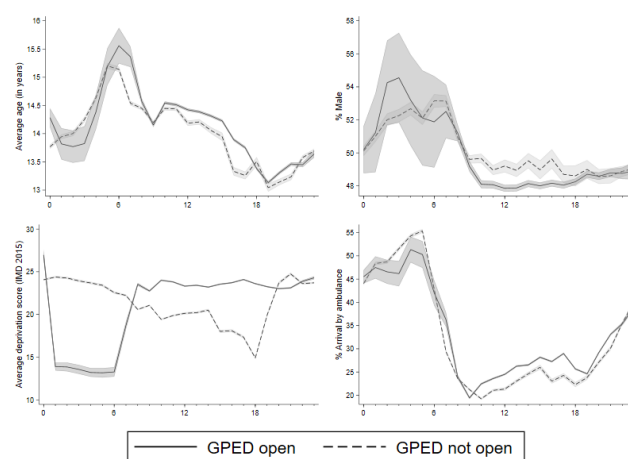 Average age (in years)
16
15.5
15
14.5
14
13.5
13
0 6 12 18
% Male
58
56
54
52
50
48
0 6 12 18
Average deprivation score (IMD 2015)
30
25
20
15
10
0 6 12 18
% Arrival by ambulance
55
50
45
40
35
30
25
20
0 6 12 18
GPED open GPED not open